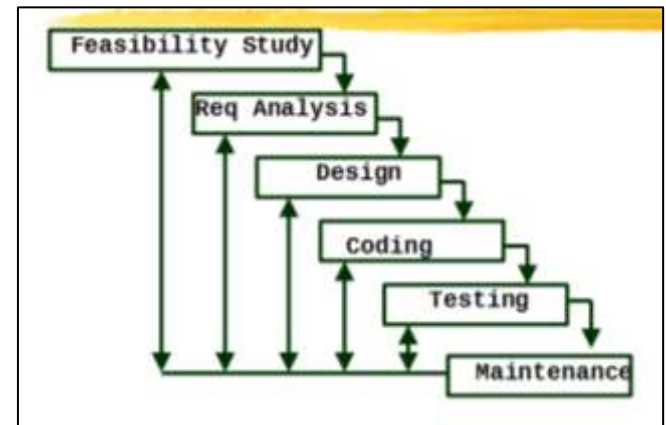 Feasibility Study
Req Analysis
Design
Coding
Testing
Maintenance